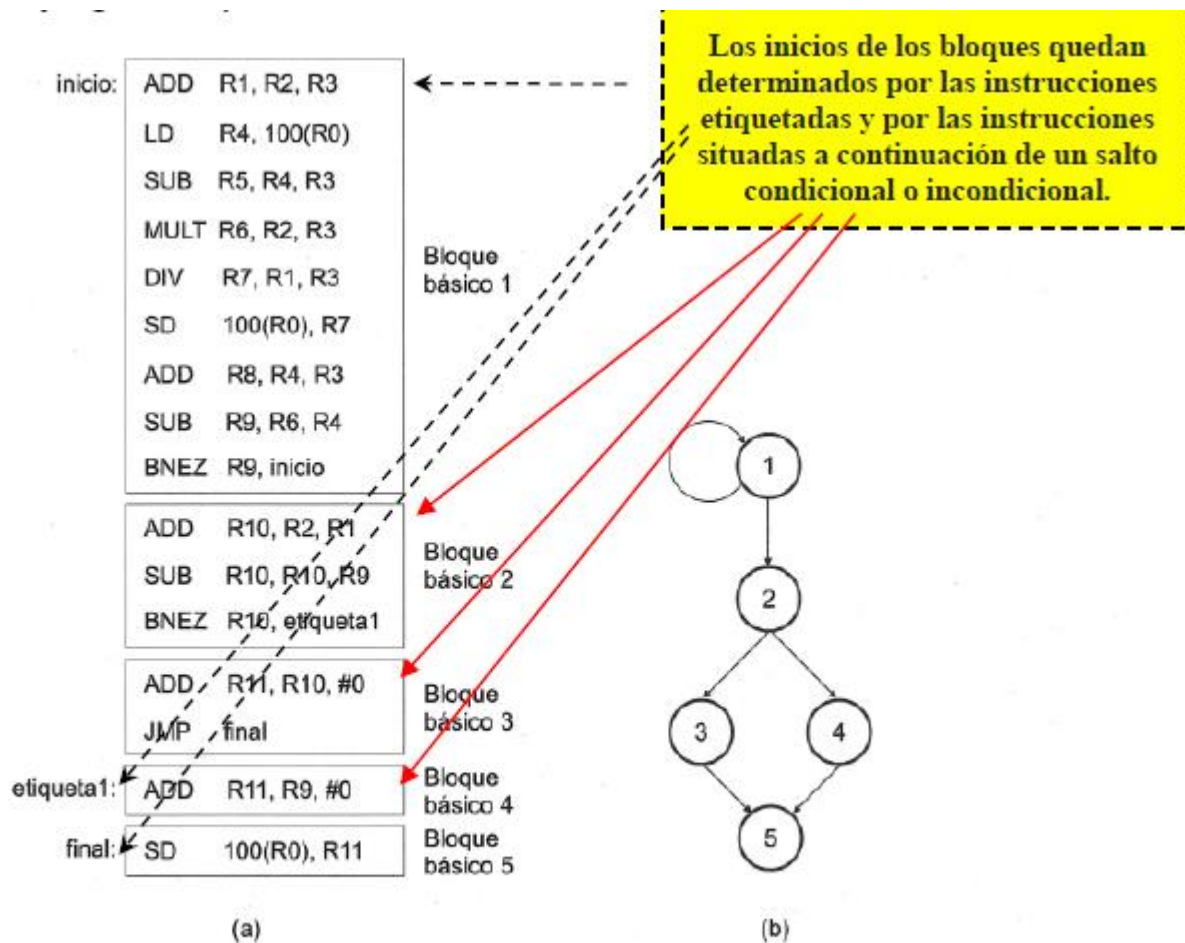 Los inicios de los bloques quedan
determinados por las instrucciones
etiquetadas y por las instrucciones
situadas a continuación de un salto
condicional o incondicional.
inicio: ADD R1, R2, R3
LD R4, 100(R0)
SUB R5, R4, R3
MULT R6, R2, R3
DIV R7, R1, R3
SD 100(R0), R7
ADD R8, R4, R3
SUB R9, R6, R4
BNEZ R9, inicio
Bloque
básico 1
ADD R10, R2, R1
SUB R10, R10, R9
BNEZ R10, etiqueta1
Bloque
básico 2
ADD R11, R10, #0
JMP final
Bloque
básico 3
etiqueta1: ADD R11, R9, #0
Bloque
básico 4
final: SD 100(R0), R11
Bloque
básico 5
(a)
1
2
3 4
5
(b)